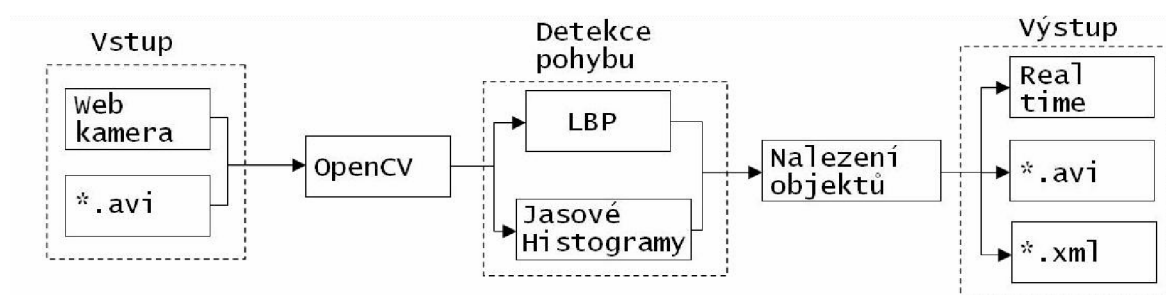 Vstup
Web
kamera
*.avi
OpenCV
Detekce
pohybu
LBP
Jasové
Histogramy
Nalezení
objektů
Výstup
Real
time
*.avi
*.xml